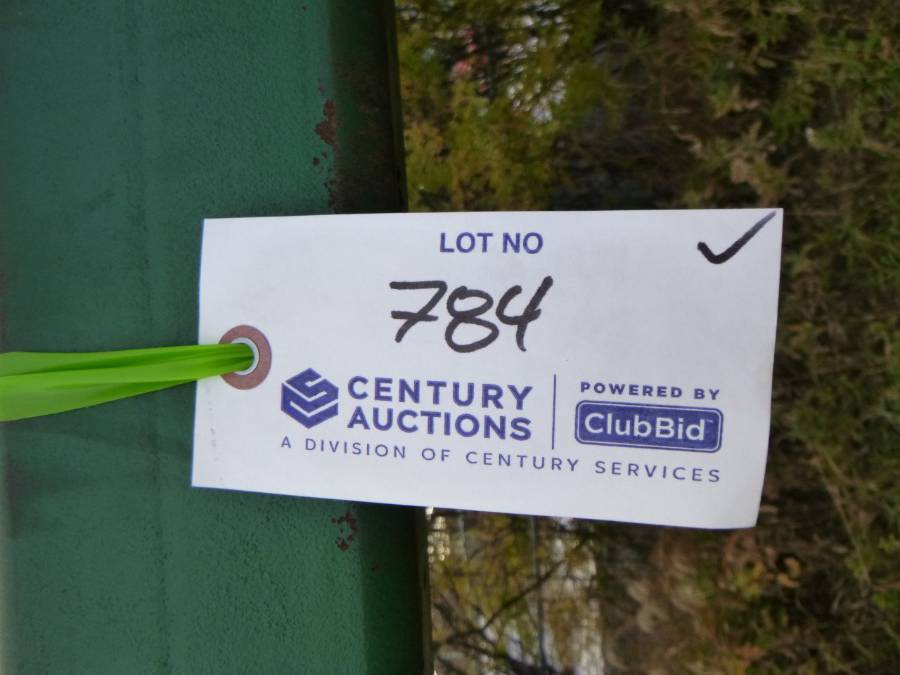 LOT NO
784
CENTURY AUCTIONS
A DIVISION OF CENTURY SERVICES
POWERED BY
ClubBid